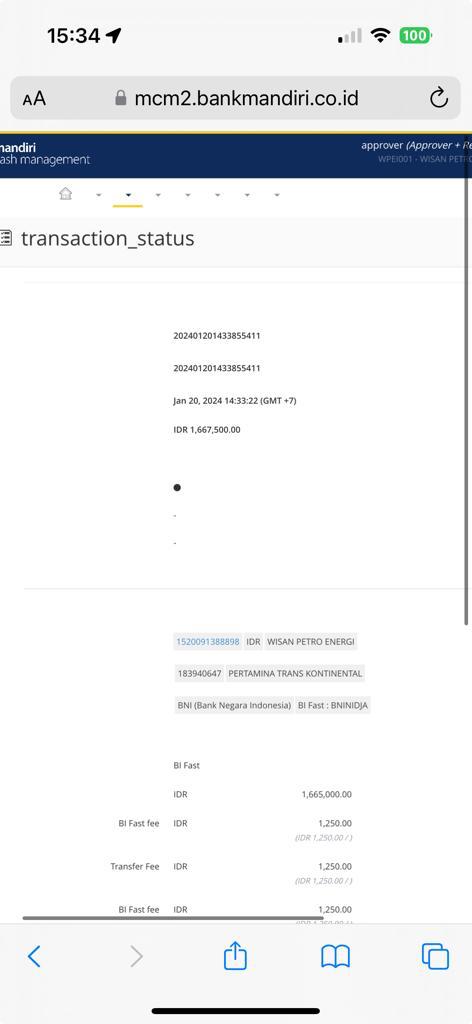 15:34
100
AA mcm2.bankmandiri.co.id
nandiri
ash management
approver (Approver + Re
WPEI001 - WISAN PETRO
transaction_status
202401201433855411
202401201433855411
Jan 20, 2024 14:33:22 (GMT +7)
IDR 1,667,500.00
-
-
1520091388898 IDR WISAN PETRO ENERGI
183940647 PERTAMINA TRANS KONTINENTAL
BNI (Bank Negara Indonesia) BI Fast : BNINIDJA
BI Fast
IDR 1,665,000.00
BI Fast fee IDR 1,250.00
(IDR 1,250.00 / )
Transfer Fee IDR 1,250.00
(IDR 1,250.00 / )
BI Fast fee IDR 1,250.00